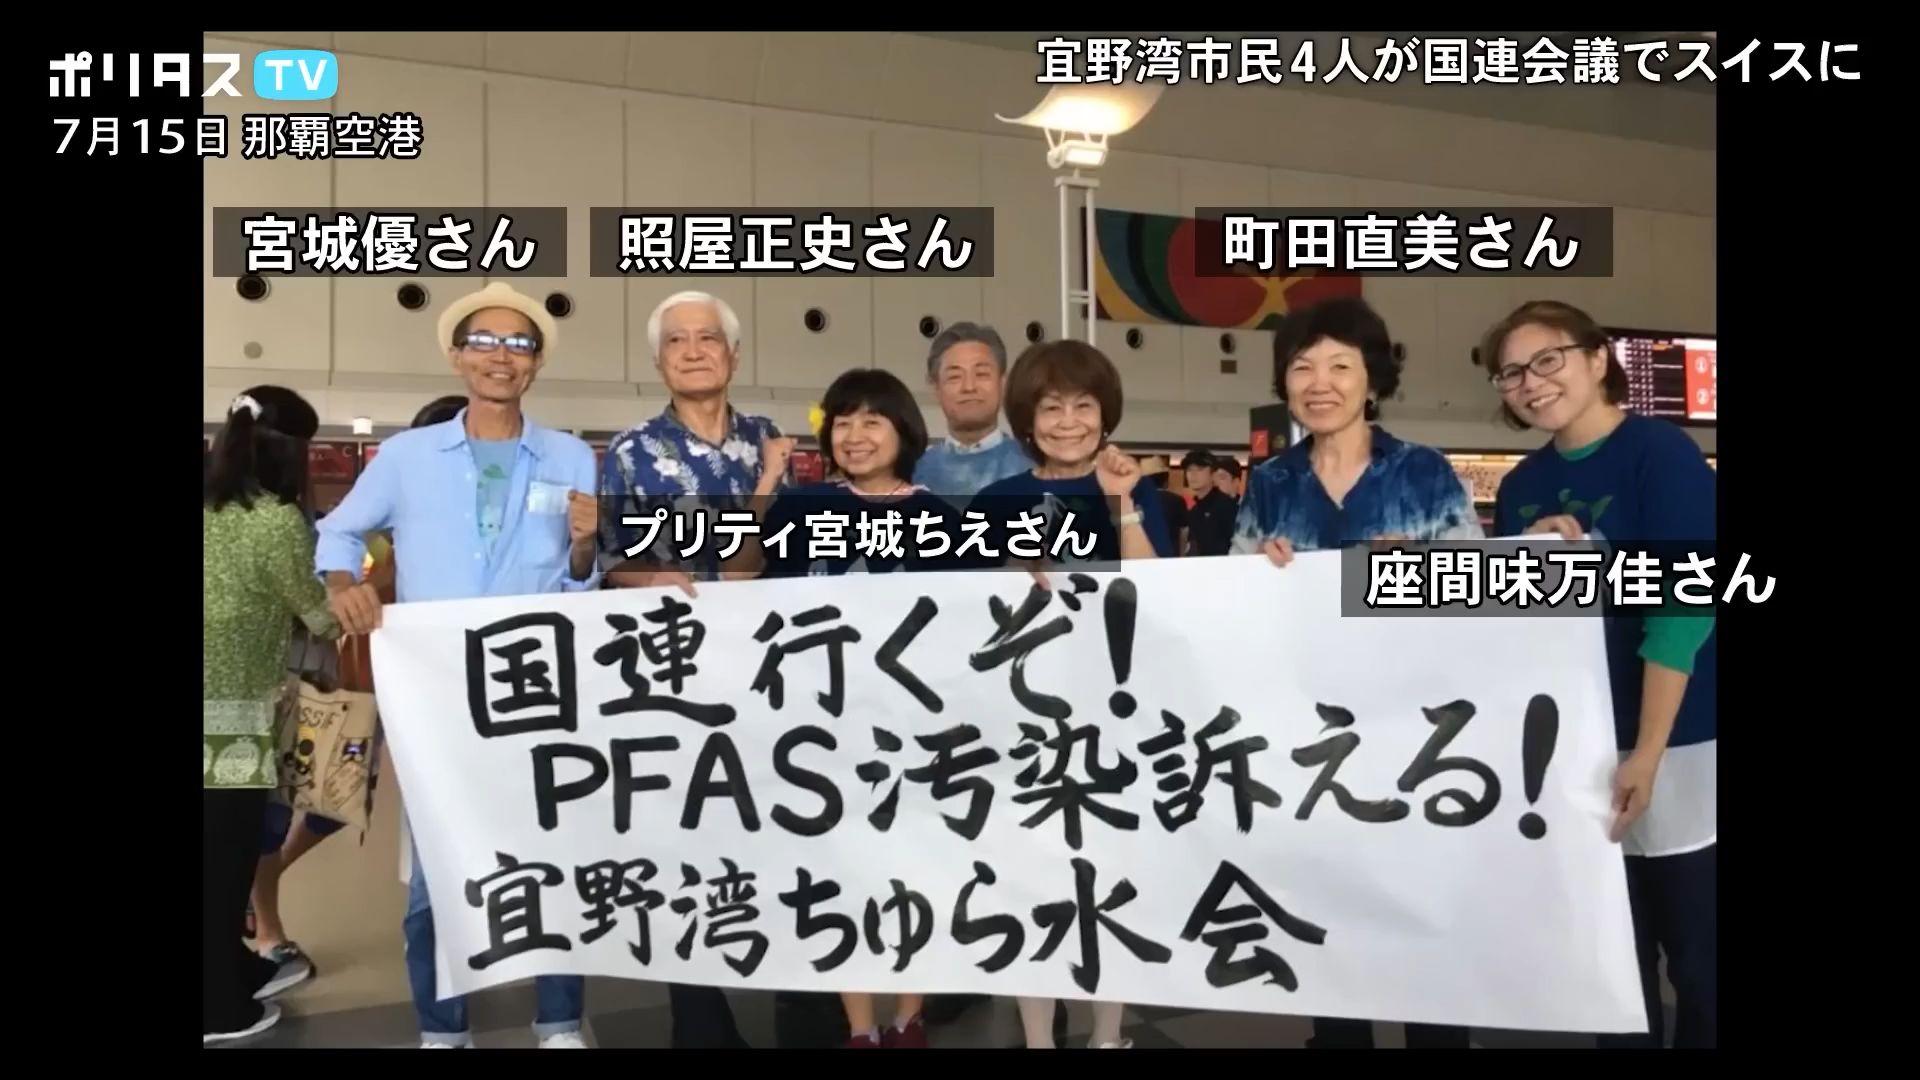 ポリタスTV
宜野湾市民4人が国連会議でスイスに
7月15日 那覇空港
宮城優さん
照屋正史さん
町田直美さん
プリティ宮城ちえさん
座間味万佳さん
国連行くぞ！
PFAS汚染訴える！
宜野湾ちゅら水会